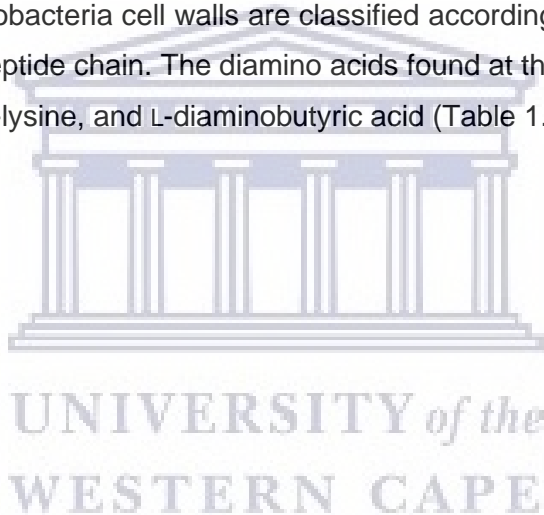 obacteria cell walls are classified according
eptide chain. The diamino acids found at th
lysine, and L-diaminobutyric acid (Table 1.
UNIVERSITY of the
WESTERN CAPE